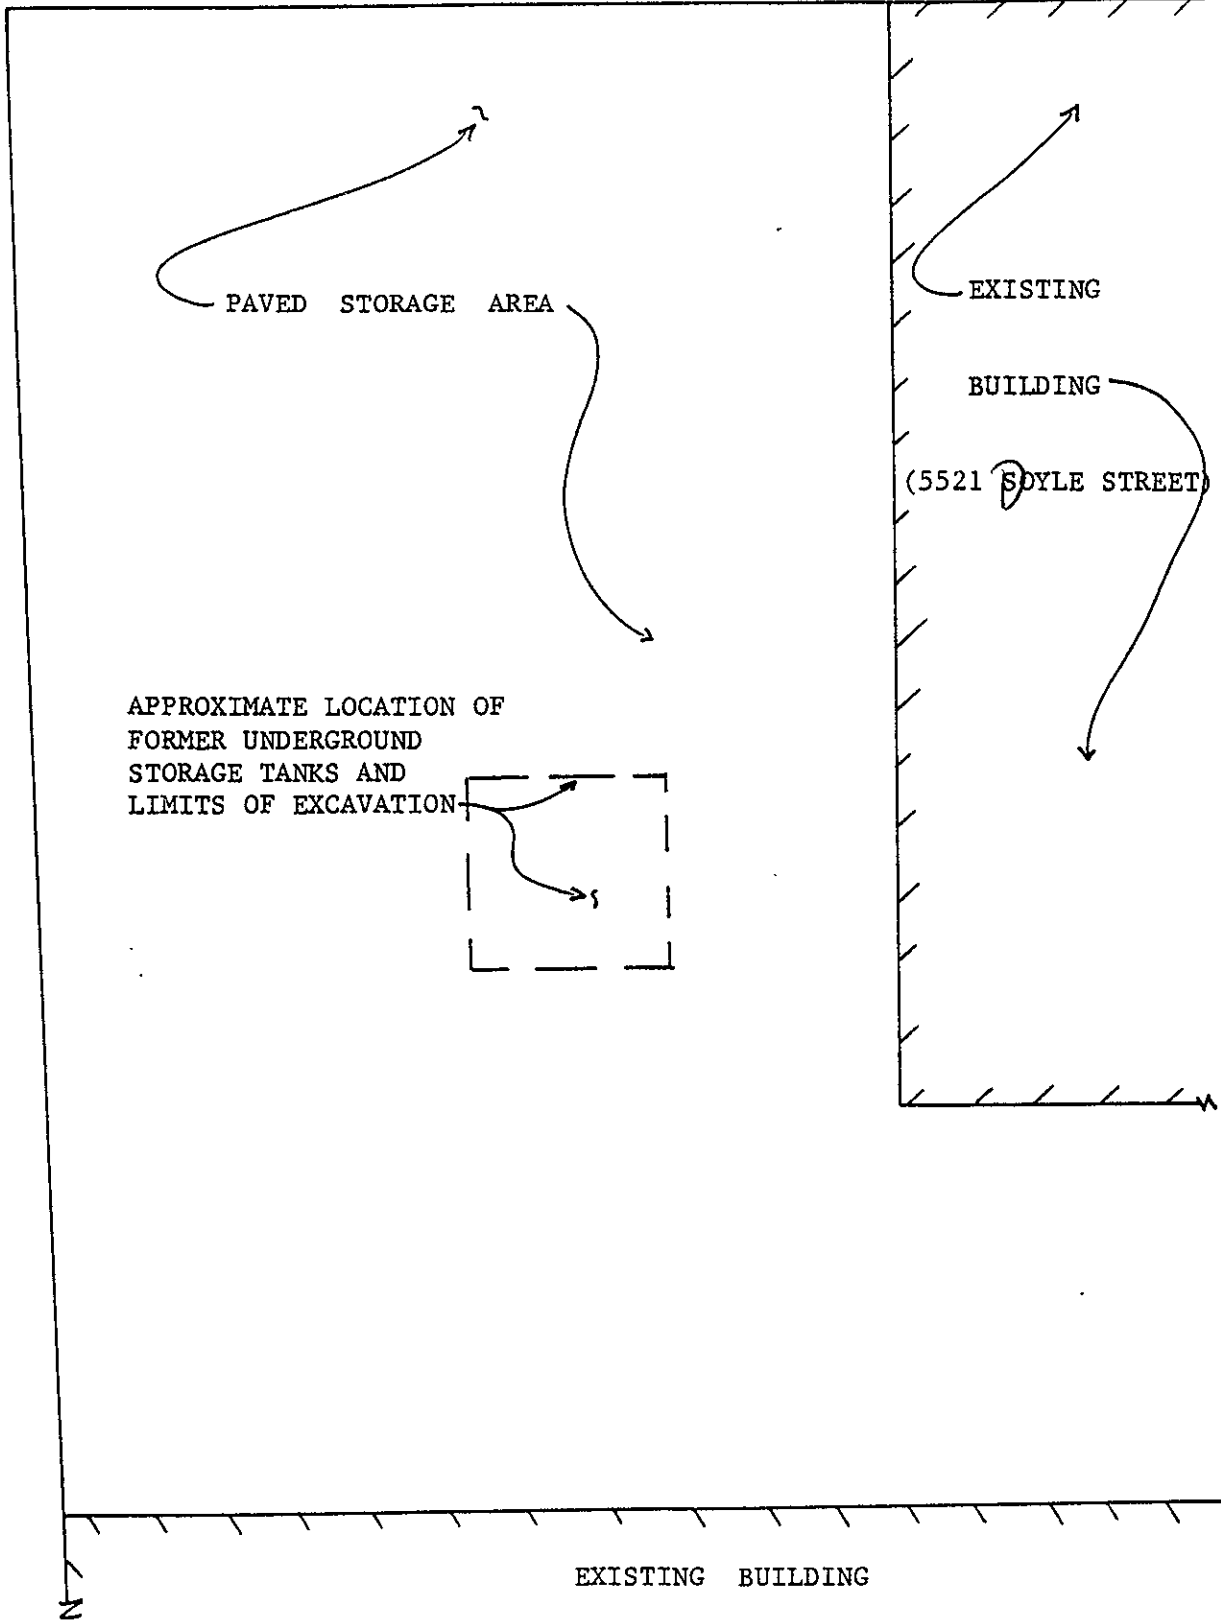 PAVED STORAGE AREA
EXISTING
BUILDING
(5521 SOYLE STREET)
APPROXIMATE LOCATION OF
FORMER UNDERGROUND
STORAGE TANKS AND
LIMITS OF EXCAVATION
EXISTING BUILDING